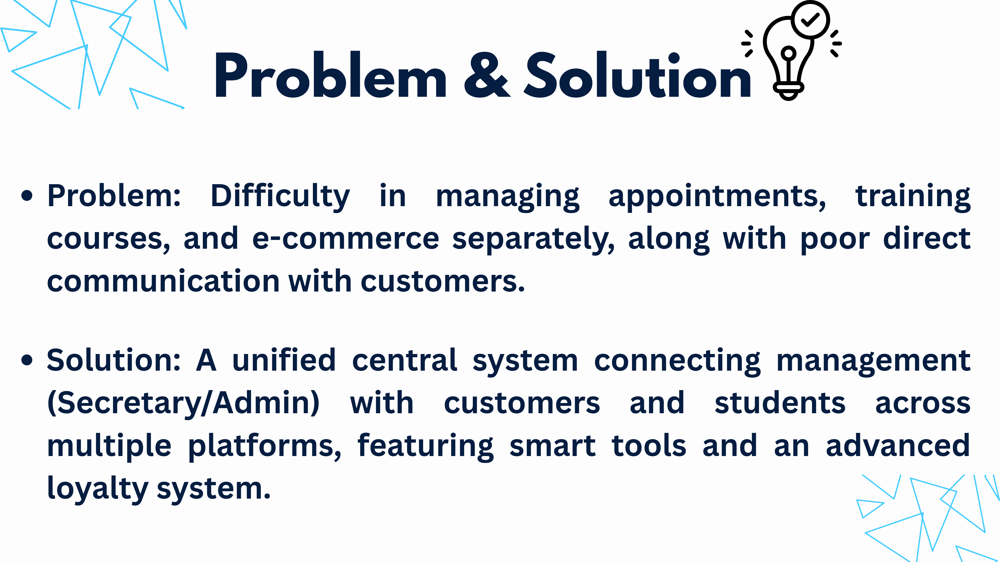 Problem & Solution
• Problem: Difficulty in managing appointments, training
courses, and e-commerce separately, along with poor direct
communication with customers.
• Solution: A unified central system connecting management
(Secretary/Admin) with customers and students across
multiple platforms, featuring smart tools and an advanced
loyalty system.